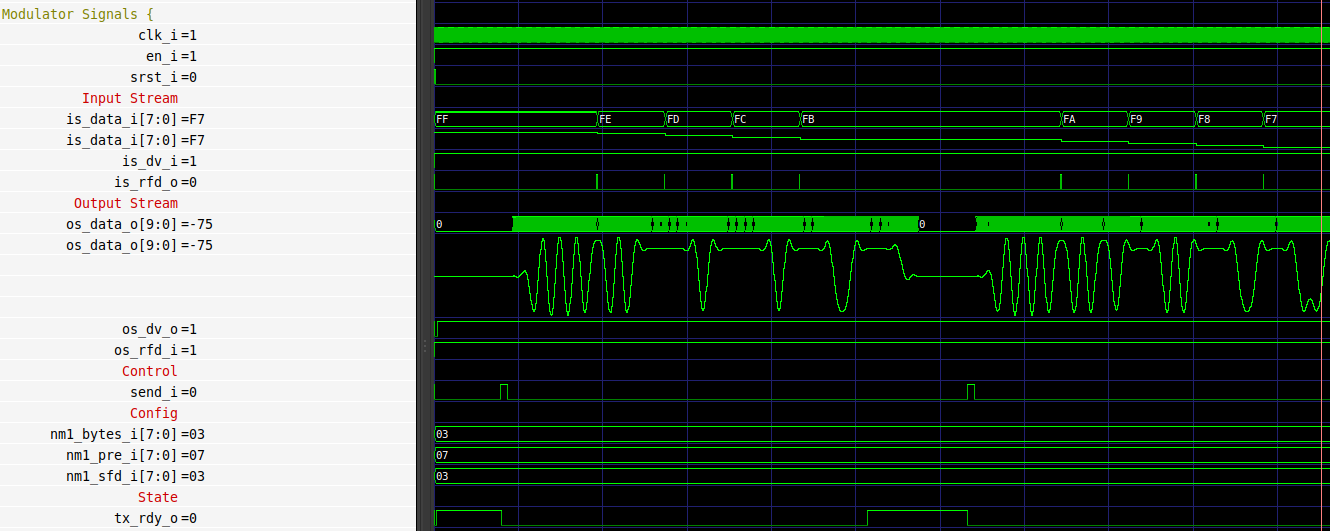 Modulator Signals {
clk_i=1
en_i=1
srst_i=0
Input Stream
is_data_i[7:0]=F7 FF FE FD FC FB FA F9 F8 F7
is_data_i[7:0]=F7
is_dv_i=1
is_rfd_o=0
Output Stream
os_data_o[9:0]=-75 0 0
os_data_o[9:0]=-75
os_dv_o=1
os_rfd_i=1
Control
send_i=0
Config
nm1_bytes_i[7:0]=03 03
nm1_pre_i[7:0]=07 07
nm1_sfd_i[7:0]=03 03
State
tx_rdy_o=0